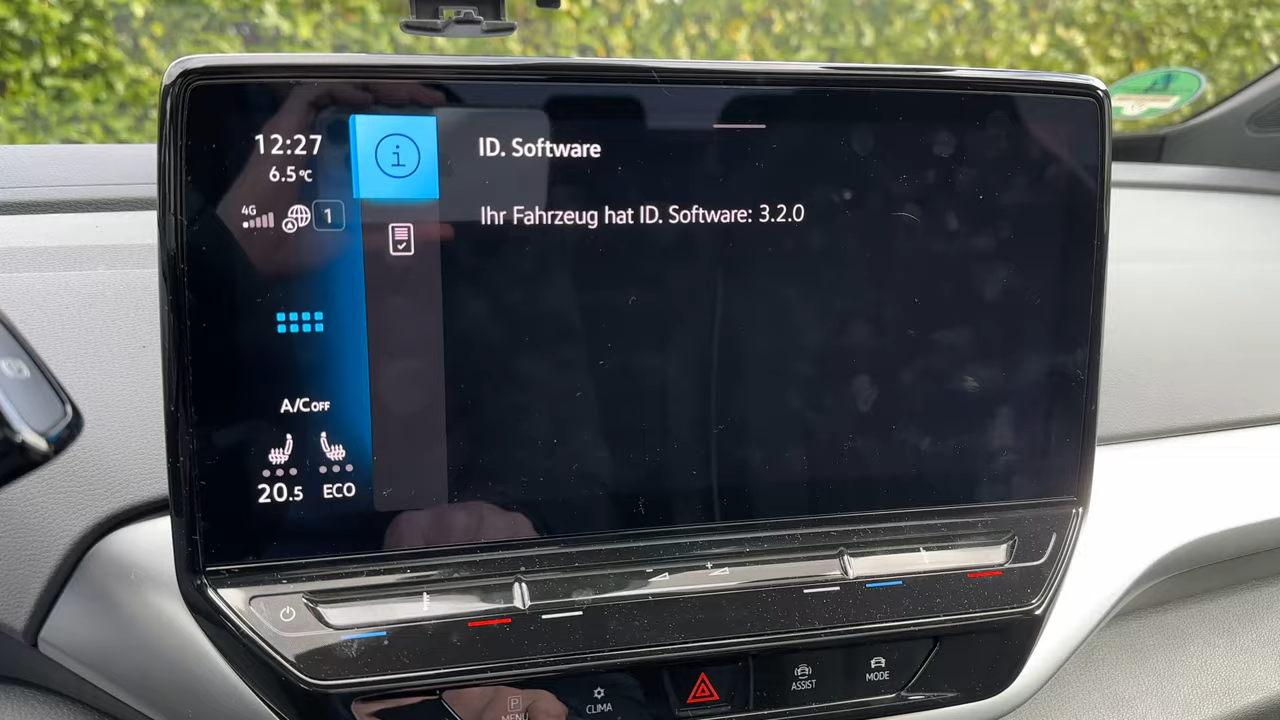 12:27
6.5°C
4G
1
A/C OFF
20.5 ECO
ID. Software
Ihr Fahrzeug hat ID. Software: 3.2.0
- +
P
MENU
CLIMA
ASSIST
MODE